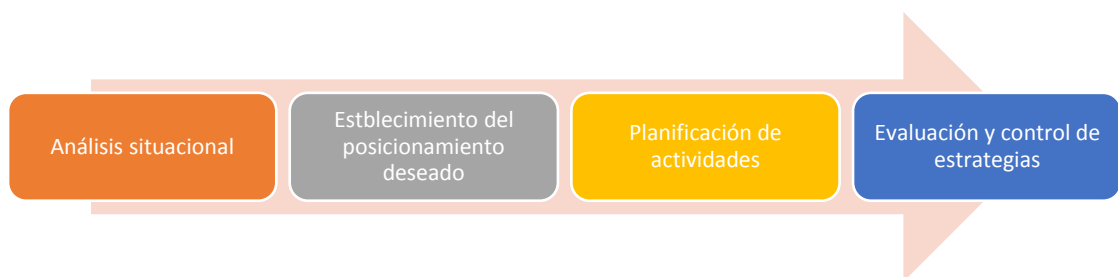 Análisis situacional
Estblecimiento del
posicionamiento
deseado
Planificación de
actividades
Evaluación y control de
estrategias